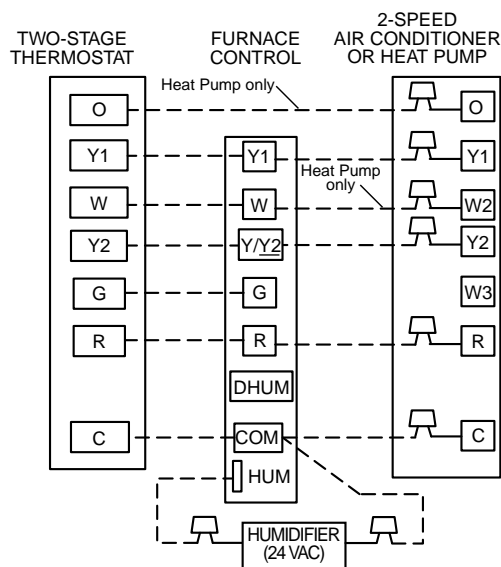 TWO-STAGE
THERMOSTAT
FURNACE
CONTROL
2-SPEED
AIR CONDITIONER
OR HEAT PUMP
Heat Pump only
O
O
Y1
Y1
Y1
Heat Pump
only
W
W
W2
Y2
Y/Y2
Y2
G
G
W3
R
R
R
DHUM
C
COM
C
HUM
HUMIDIFIER
(24 VAC)